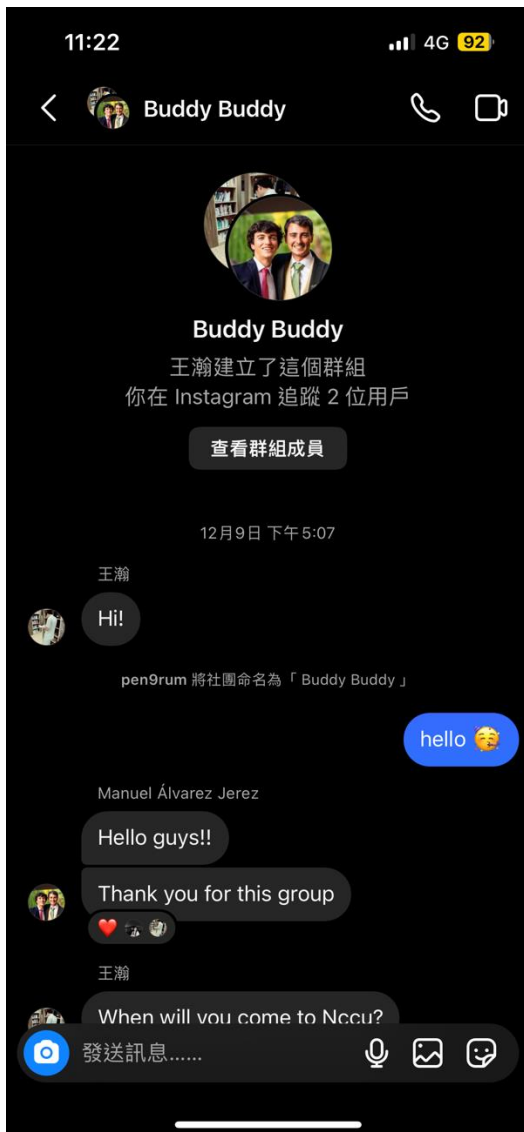 11:22
4G 92
Buddy Buddy
Buddy Buddy
王瀚建立了這個群組
你在 Instagram 追蹤 2 位用戶
查看群組成員
12月9日 下午5:07
王瀚
Hi!
pen9rum 將社團命名為「 Buddy Buddy 」
hello 🥳
Manuel Álvarez Jerez
Hello guys!!
Thank you for this group
王瀚
When will you come to Nccu?
發送訊息......